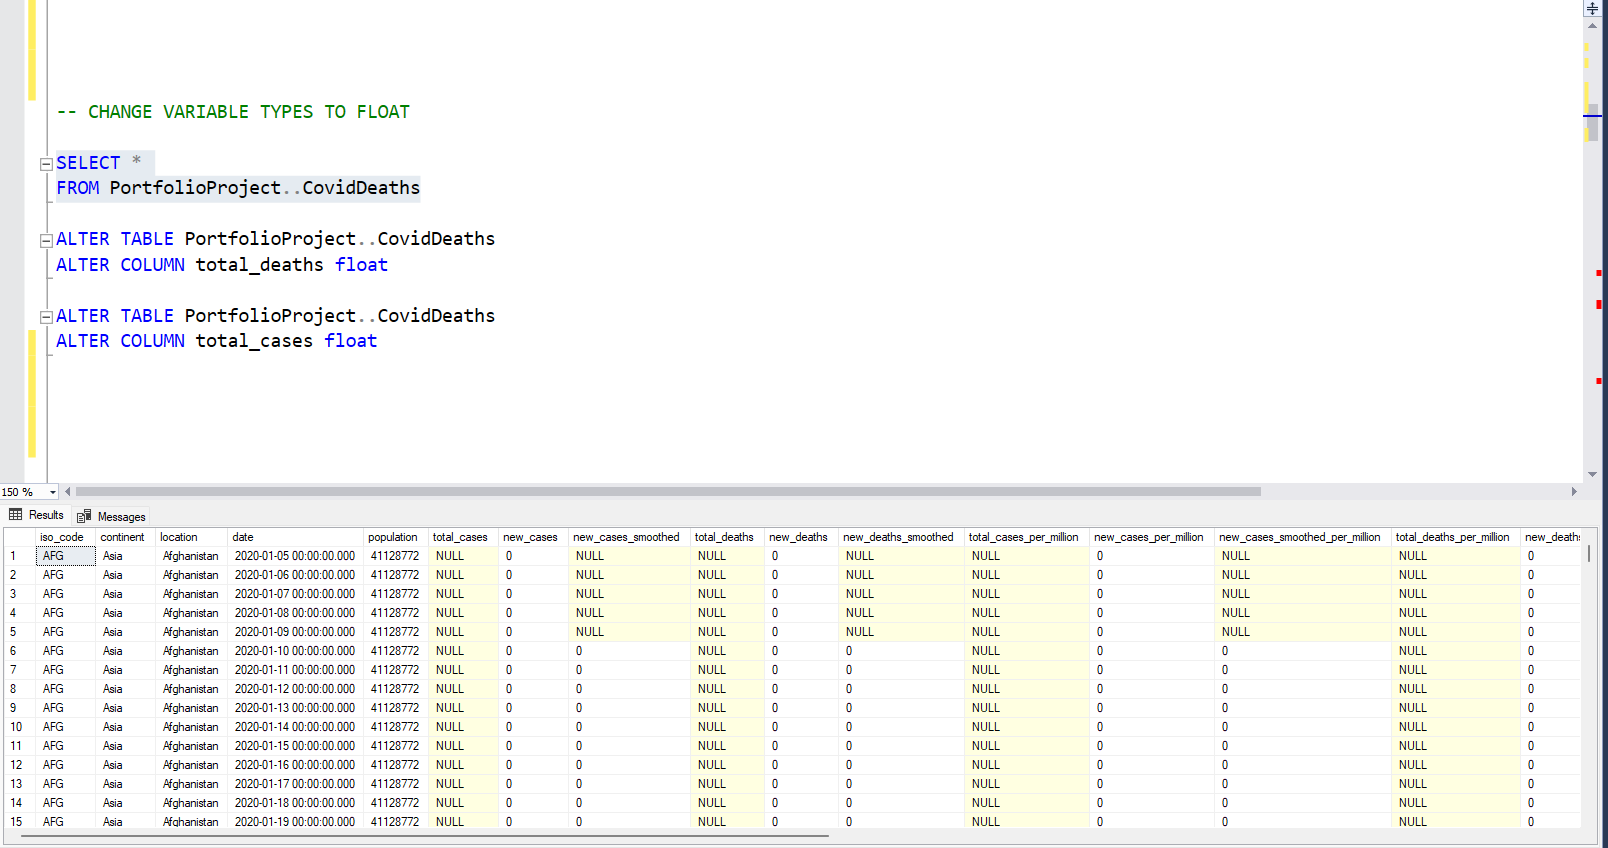 -- CHANGE VARIABLE TYPES TO FLOAT
SELECT *
FROM PortfolioProject..CovidDeaths
ALTER TABLE PortfolioProject..CovidDeaths
ALTER COLUMN total_deaths float
ALTER TABLE PortfolioProject..CovidDeaths
ALTER COLUMN total_cases float
150 %
Results Messages
iso_code continent location date population total_cases new_cases new_cases_smoothed total_deaths new_deaths new_deaths_smoothed total_cases_per_million new_cases_per_million new_cases_smoothed_per_million total_deaths_per_million new_deaths
1 AFG Asia Afghanistan 2020-01-05 00:00:00.000 41128772 NULL 0 NULL NULL 0 NULL NULL 0 NULL NULL 0
2 AFG Asia Afghanistan 2020-01-06 00:00:00.000 41128772 NULL 0 NULL NULL 0 NULL NULL 0 NULL NULL 0
3 AFG Asia Afghanistan 2020-01-07 00:00:00.000 41128772 NULL 0 NULL NULL 0 NULL NULL 0 NULL NULL 0
4 AFG Asia Afghanistan 2020-01-08 00:00:00.000 41128772 NULL 0 NULL NULL 0 NULL NULL 0 NULL NULL 0
5 AFG Asia Afghanistan 2020-01-09 00:00:00.000 41128772 NULL 0 NULL NULL 0 NULL NULL 0 NULL NULL 0
6 AFG Asia Afghanistan 2020-01-10 00:00:00.000 41128772 NULL 0 0 NULL 0 0 NULL 0 0 NULL 0
7 AFG Asia Afghanistan 2020-01-11 00:00:00.000 41128772 NULL 0 0 NULL 0 0 NULL 0 0 NULL 0
8 AFG Asia Afghanistan 2020-01-12 00:00:00.000 41128772 NULL 0 0 NULL 0 0 NULL 0 0 NULL 0
9 AFG Asia Afghanistan 2020-01-13 00:00:00.000 41128772 NULL 0 0 NULL 0 0 NULL 0 0 NULL 0
10 AFG Asia Afghanistan 2020-01-14 00:00:00.000 41128772 NULL 0 0 NULL 0 0 NULL 0 0 NULL 0
11 AFG Asia Afghanistan 2020-01-15 00:00:00.000 41128772 NULL 0 0 NULL 0 0 NULL 0 0 NULL 0
12 AFG Asia Afghanistan 2020-01-16 00:00:00.000 41128772 NULL 0 0 NULL 0 0 NULL 0 0 NULL 0
13 AFG Asia Afghanistan 2020-01-17 00:00:00.000 41128772 NULL 0 0 NULL 0 0 NULL 0 0 NULL 0
14 AFG Asia Afghanistan 2020-01-18 00:00:00.000 41128772 NULL 0 0 NULL 0 0 NULL 0 0 NULL 0
15 AFG Asia Afghanistan 2020-01-19 00:00:00.000 41128772 NULL 0 0 NULL 0 0 NULL 0 0 NULL 0